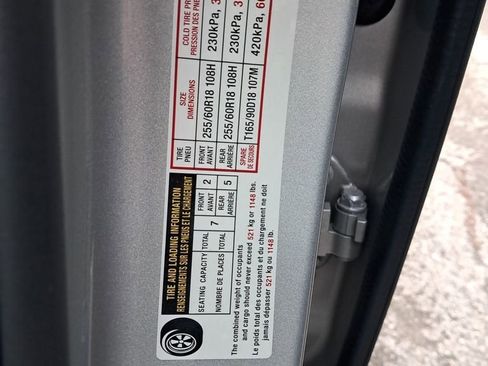 TIRE AND LOADING INFORMATION
RENSEIGNEMENTS SUR LES PNEUS ET LE CHARGEMENT
SEATING CAPACITY TOTAL 7 FRONT 2 REAR 5
NOMBRE DE PLACES TOTAL AVANT ARRIÈRE
The combined weight of occupants
and cargo should never exceed 521 kg or 1148 lbs.
Le poids total des occupants et du chargement ne doit
jamais dépasser 521 kg ou 1148 lb.
TIRE SIZE COLD TIRE
PNEU DIMENSIONS PRESSION DES
FRONT 255/60R18 108H 230kPa,
AVANT
REAR 255/60R18 108H 230kPa,
ARRIÈRE
SPARE T165/90D18 107M 420kPa,
DE SECOURS